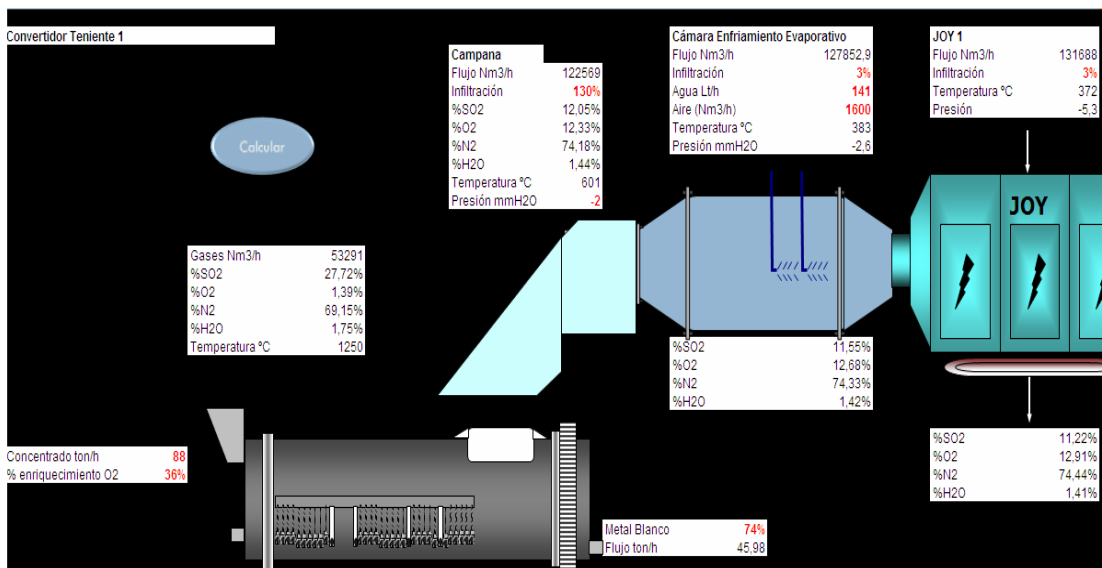 Convertidor Teniente 1
Calcular
Campana
Flujo Nm3/h 122569
Infiltración 130%
%SO2 12,05%
%O2 12,33%
%N2 74,18%
%H2O 1,44%
Temperatura ºC 601
Presión mmH2O -2
Cámara Enfriamiento Evaporativo
Flujo Nm3/h 127852,9
Infiltración 3%
Agua Lt/h 141
Aire (Nm3/h) 1600
Temperatura ºC 383
Presión mmH2O -2,6
JOY 1
Flujo Nm3/h 131688
Infiltración 3%
Temperatura ºC 372
Presión -5,3
JOY
Gases Nm3/h 53291
%SO2 27,72%
%O2 1,39%
%N2 69,15%
%H2O 1,75%
Temperatura ºC 1250
%SO2 11,55%
%O2 12,68%
%N2 74,33%
%H2O 1,42%
%SO2 11,22%
%O2 12,91%
%N2 74,44%
%H2O 1,41%
Concentrado ton/h 88
% enriquecimiento O2 36%
Metal Blanco 74%
Flujo ton/h 45,98